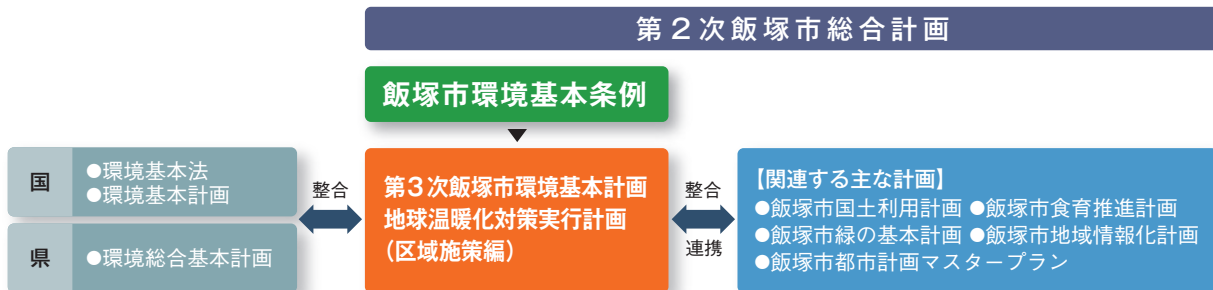 第２次飯塚市総合計画
飯塚市環境基本条例
国
●環境基本法
●環境基本計画
県
●環境総合基本計画
整合
第３次飯塚市環境基本計画
地球温暖化対策実行計画
（区域施策編）
整合
連携
【関連する主な計画】
●飯塚市国土利用計画 ●飯塚市食育推進計画
●飯塚市緑の基本計画 ●飯塚市地域情報化計画
●飯塚市都市計画マスタープラン